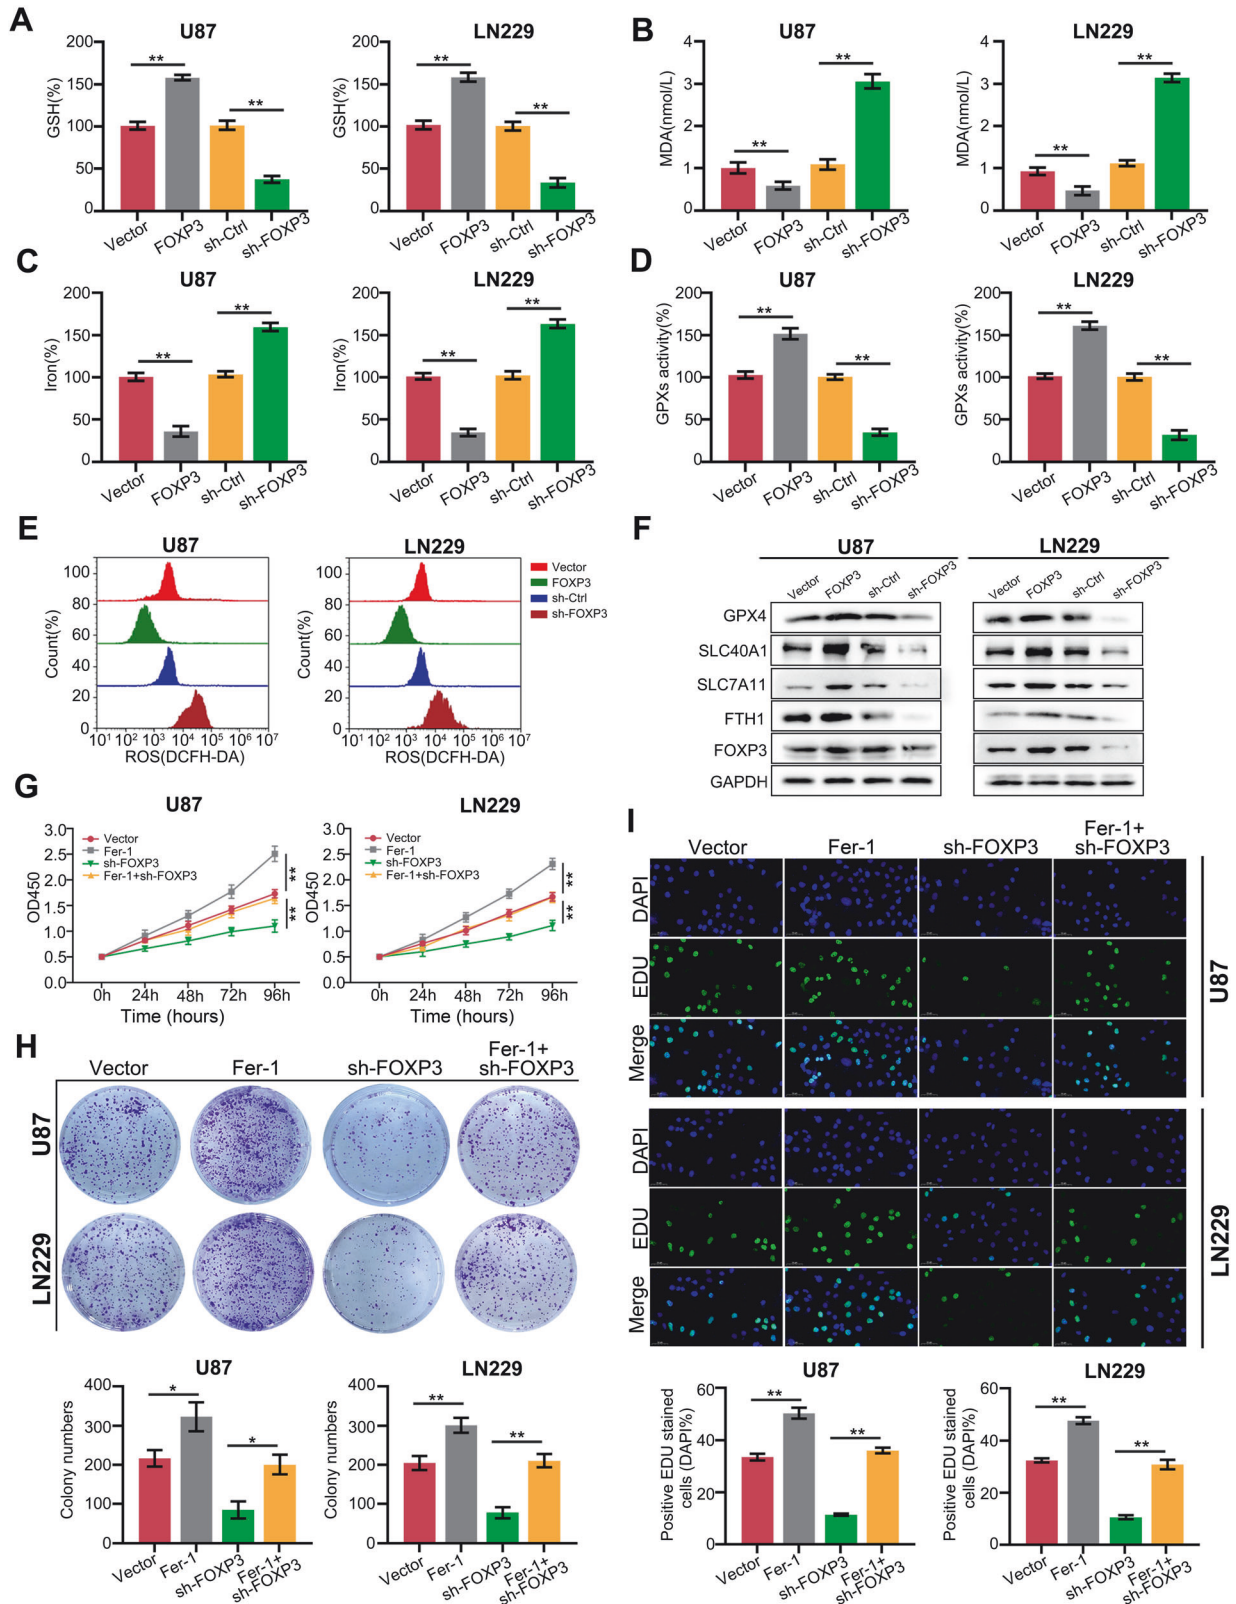 A
U87
GSH(%)
200
150
100
50
0
Vector
FOXP3
sh-Ctrl
sh-FOXP3
**
**
LN229
GSH(%)
200
150
100
50
0
Vector
FOXP3
sh-Ctrl
sh-FOXP3
**
**
B
U87
MDA(nmol/L)
4
3
2
1
0
Vector
FOXP3
sh-Ctrl
sh-FOXP3
**
**
LN229
MDA(nmol/L)
4
3
2
1
0
Vector
FOXP3
sh-Ctrl
sh-FOXP3
**
**
C
U87
Iron(%)
200
150
100
50
0
Vector
FOXP3
sh-Ctrl
sh-FOXP3
**
**
LN229
Iron(%)
200
150
100
50
0
Vector
FOXP3
sh-Ctrl
sh-FOXP3
**
**
D
U87
GPXs activity(%)
200
150
100
50
0
Vector
FOXP3
sh-Ctrl
sh-FOXP3
**
**
LN229
GPXs activity(%)
200
150
100
50
0
Vector
FOXP3
sh-Ctrl
sh-FOXP3
**
**
E
U87
Count(%)
100
80
60
40
20
0
10¹ 10² 10³ 10⁴ 10⁵ 10⁶ 10⁷
ROS(DCFH-DA)
LN229
Count(%)
100
80
60
40
20
0
10¹ 10² 10³ 10⁴ 10⁵ 10⁶ 10⁷
ROS(DCFH-DA)
Vector
FOXP3
sh-Ctrl
sh-FOXP3
F
U87 LN229
Vector FOXP3 sh-Ctrl sh-FOXP3 Vector FOXP3 sh-Ctrl sh-FOXP3
GPX4
SLC40A1
SLC7A11
FTH1
FOXP3
GAPDH
G
U87
OD450
3.0
2.5
2.0
1.5
1.0
0.5
0.0
Vector
Fer-1
sh-FOXP3
Fer-1+sh-FOXP3
**
**
0h 24h 48h 72h 96h
Time (hours)
LN229
OD450
3.0
2.5
2.0
1.5
1.0
0.5
0.0
Vector
Fer-1
sh-FOXP3
Fer-1+sh-FOXP3
**
**
0h 24h 48h 72h 96h
Time (hours)
H
Vector Fer-1 sh-FOXP3 Fer-1+
sh-FOXP3
U87
LN229
U87
Colony numbers
400
300
200
100
0
Vector
Fer-1
sh-FOXP3
Fer-1+
sh-FOXP3
*
*
LN229
Colony numbers
400
300
200
100
0
Vector
Fer-1
sh-FOXP3
Fer-1+
sh-FOXP3
**
**
I
Vector Fer-1 sh-FOXP3 Fer-1+
sh-FOXP3
DAPI
EDU
Merge
U87
DAPI
EDU
Merge
LN229
U87
Positive EDU stained
cells (DAPI%)
60
40
20
0
Vector
Fer-1
sh-FOXP3
Fer-1+
sh-FOXP3
**
**
LN229
Positive EDU stained
cells (DAPI%)
60
40
20
0
Vector
Fer-1
sh-FOXP3
Fer-1+
sh-FOXP3
**
**